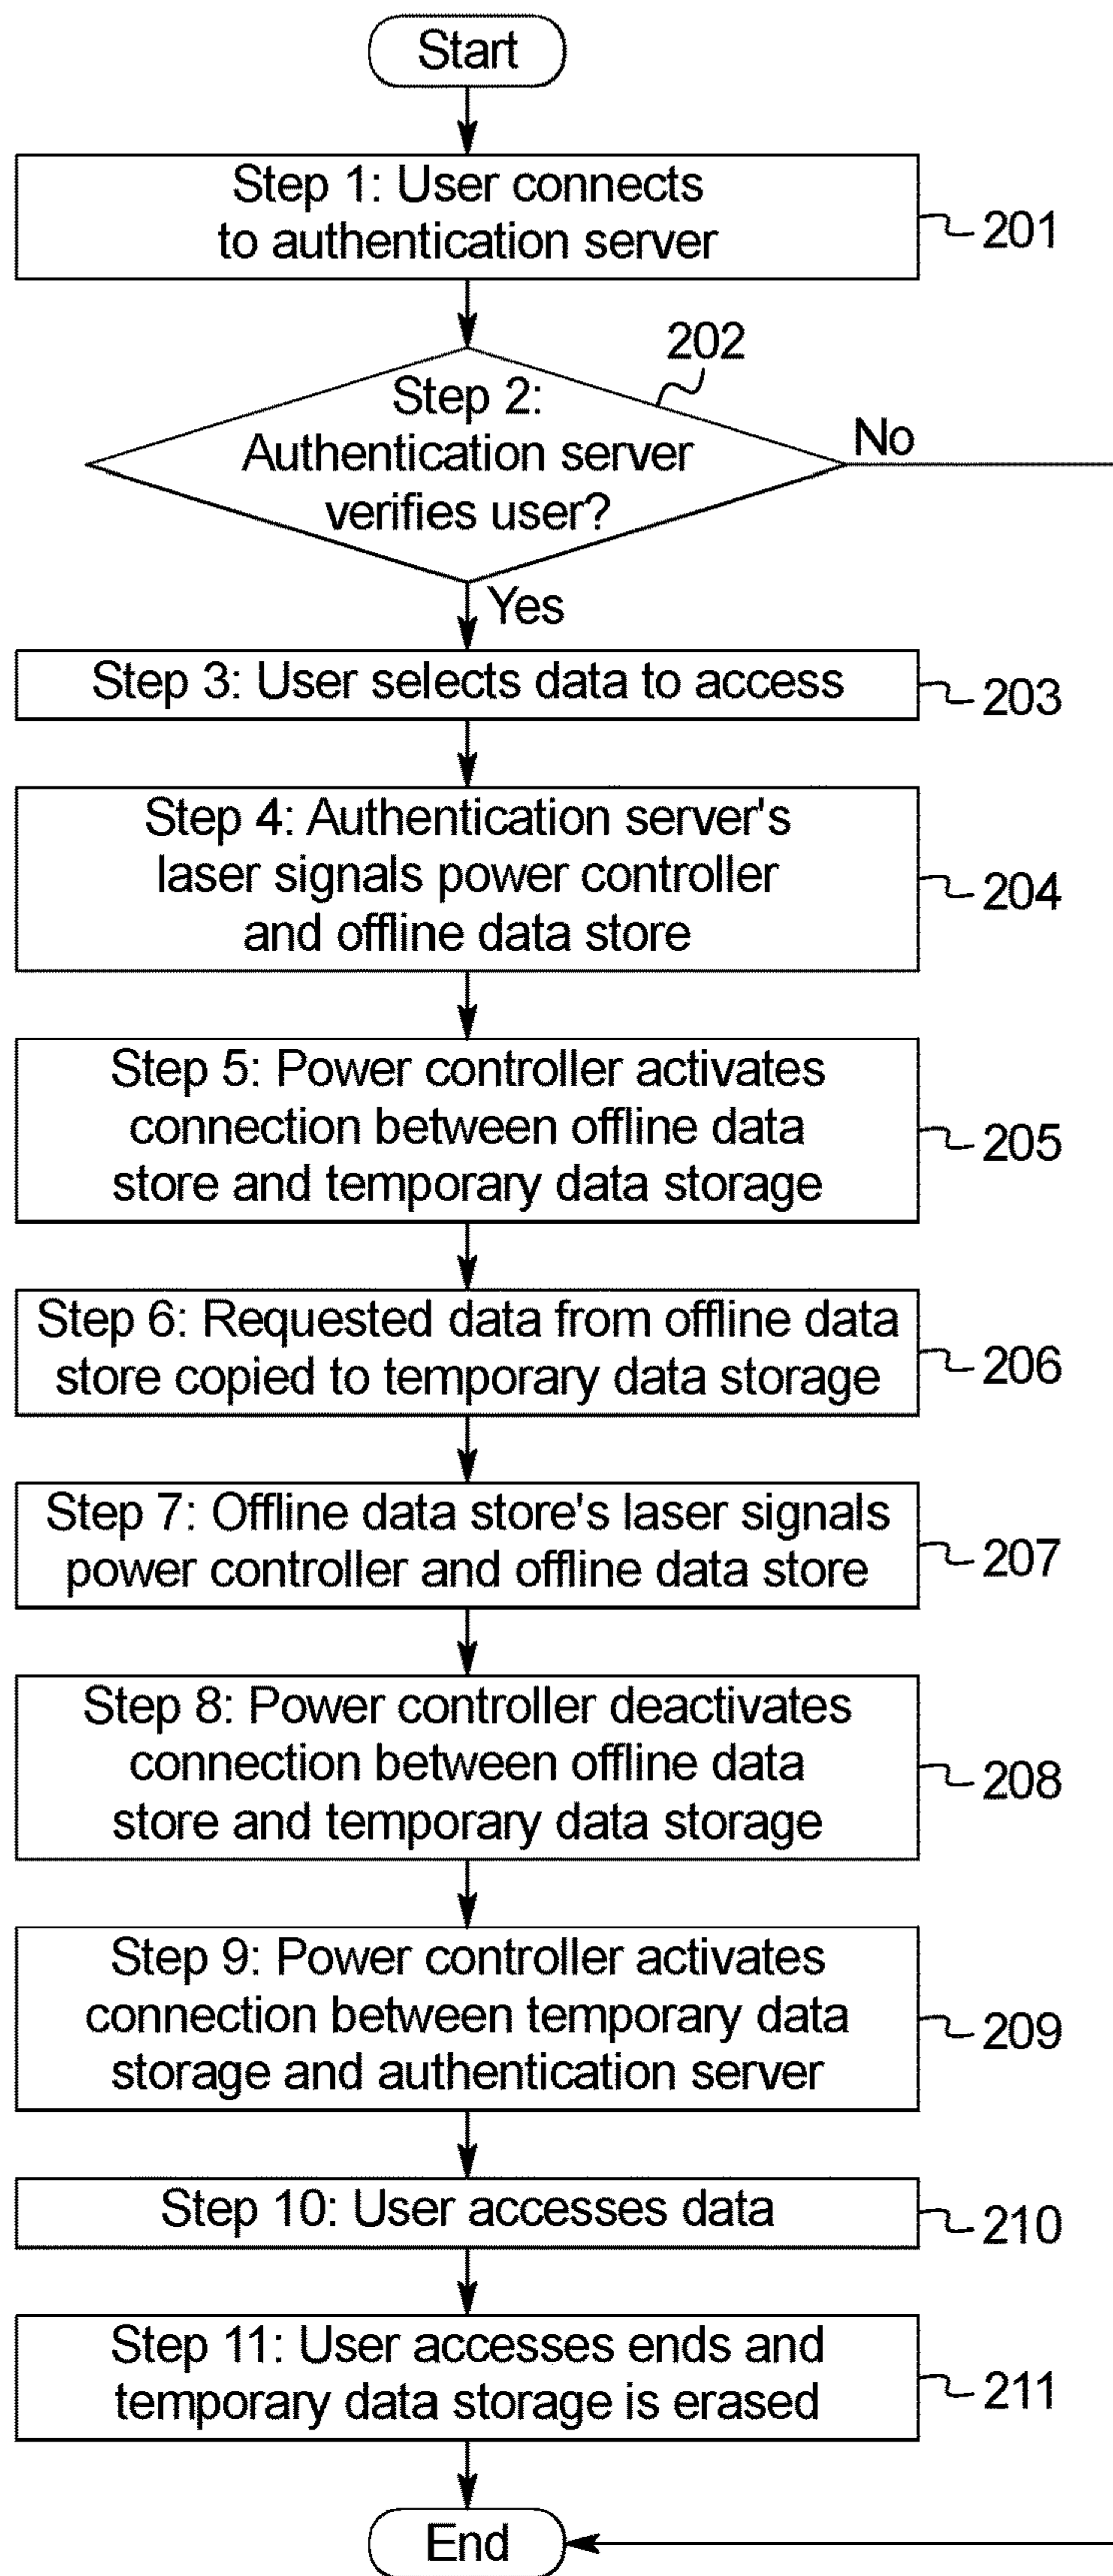 Start
Step 1: User connects
to authentication server
201
202
Step 2:
Authentication server
verifies user?
No
Yes
Step 3: User selects data to access
203
Step 4: Authentication server's
laser signals power controller
and offline data store
204
Step 5: Power controller activates
connection between offline data
store and temporary data storage
205
Step 6: Requested data from offline data
store copied to temporary data storage
206
Step 7: Offline data store's laser signals
power controller and offline data store
207
Step 8: Power controller deactivates
connection between offline data
store and temporary data storage
208
Step 9: Power controller activates
connection between temporary data
storage and authentication server
209
Step 10: User accesses data
210
Step 11: User accesses ends and
temporary data storage is erased
211
End